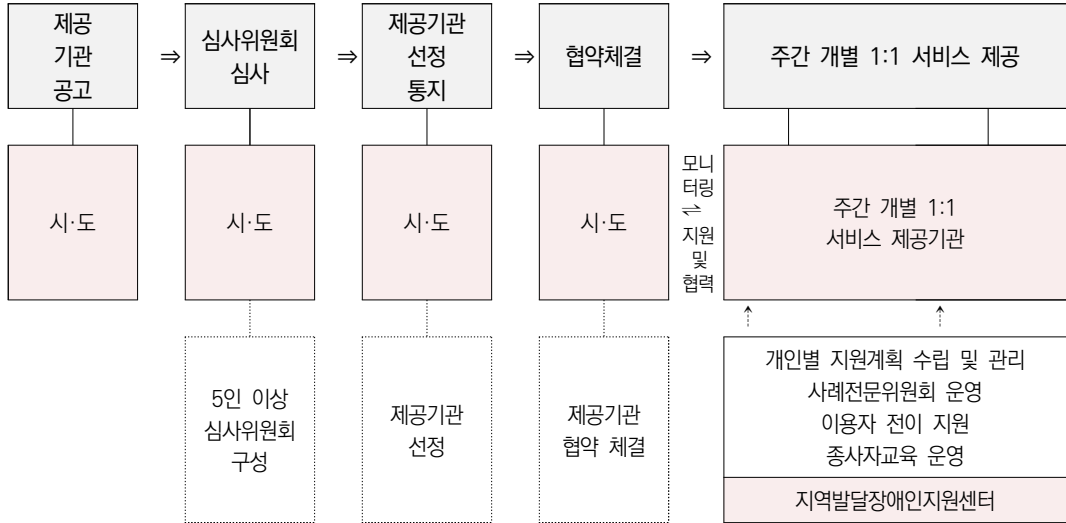 제공
기관
공고
⇒
심사위원회
심사
⇒
제공기관
선정
통지
⇒
협약체결
⇒
주간 개별 1:1 서비스 제공
시·도
시·도
시·도
시·도
모니
터링
⇌
지원
및
협력
주간 개별 1:1
서비스 제공기관
5인 이상
심사위원회
구성
제공기관
선정
제공기관
협약 체결
개인별 지원계획 수립 및 관리
사례전문위원회 운영
이용자 전이 지원
종사자교육 운영
지역발달장애인지원센터